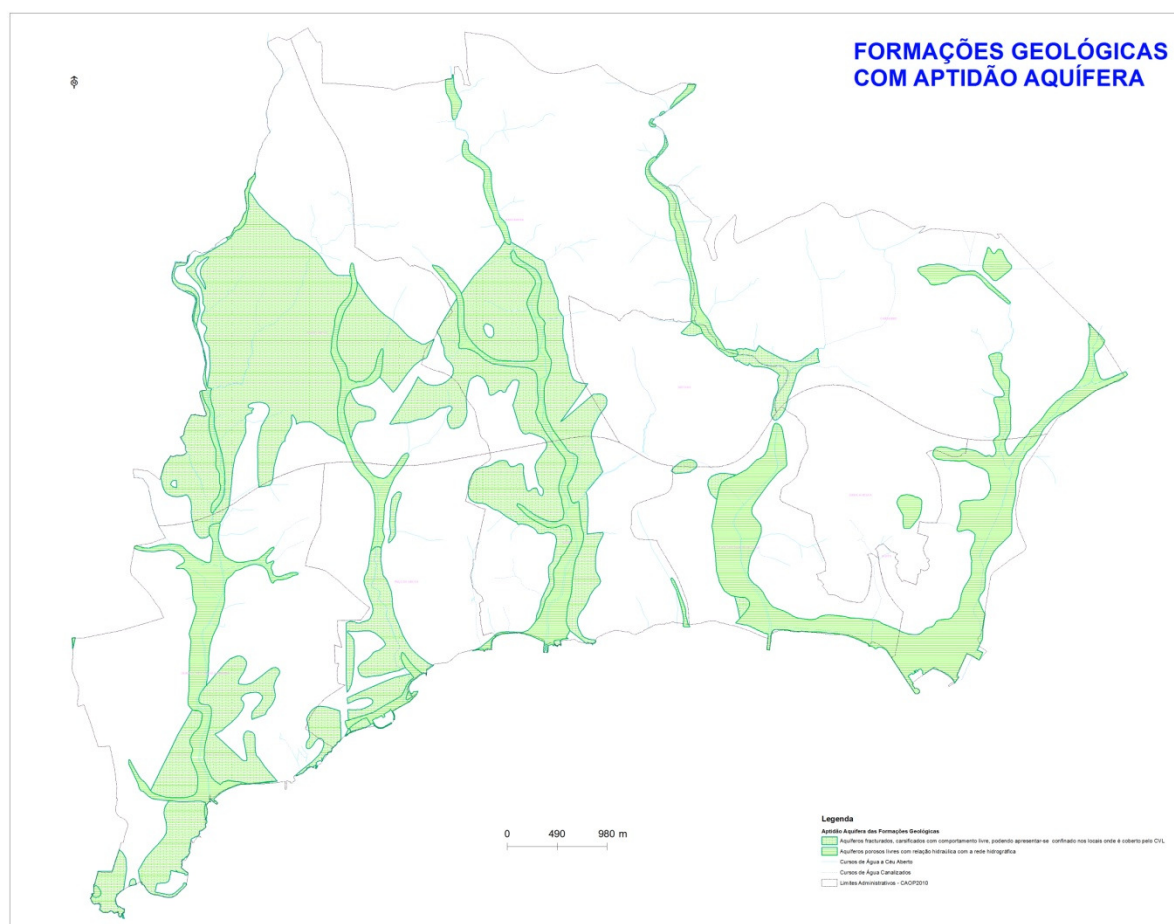 FORMAÇÕES GEOLÓGICAS
COM APTIDÃO AQUÍFERA
0 490 980 m
Legenda
Aptidão Aquífera das Formações Geológicas
Aquíferos fracturados, carsificados com comportamento livre, podendo apresentar-se confinado nos locais onde é coberto pelo CVL
Aquíferos porosos livres com relação hidráulica com a rede hidrográfica
Cursos de Água a Céu Aberto
Cursos de Água Canalizados
Limites Administrativos - CAOP2010